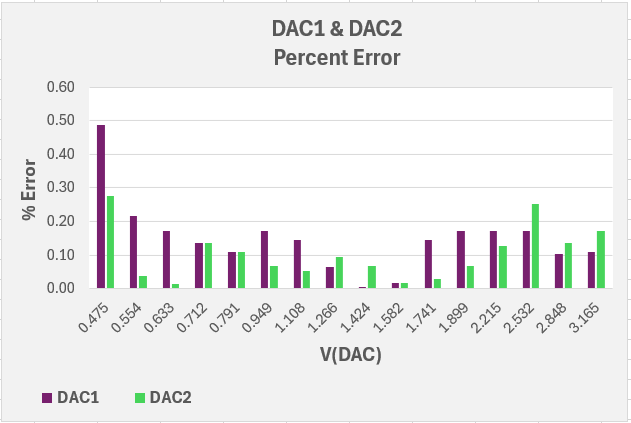 DAC1 & DAC2
Percent Error
0.60
0.50
0.40
0.30
0.20
0.10
0.00
% Error
0.475 0.554 0.633 0.712 0.791 0.949 1.108 1.266 1.424 1.582 1.741 1.899 2.215 2.532 2.848 3.165
V(DAC)
DAC1 DAC2